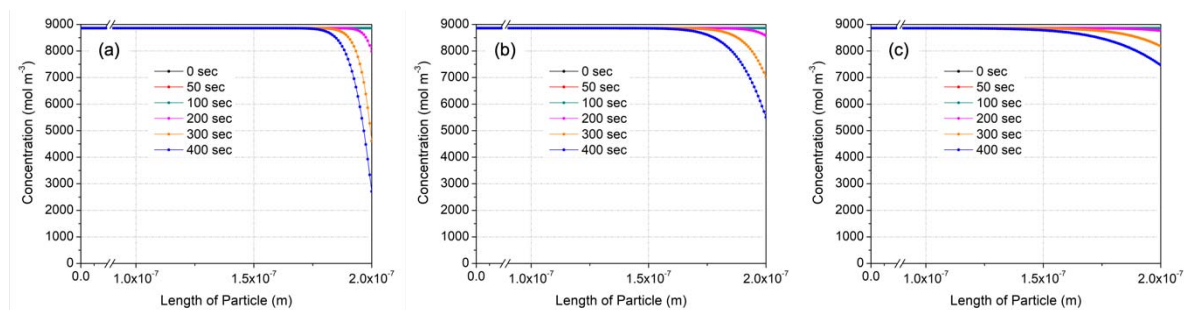 9000
8000
7000
6000
5000
4000
3000
2000
1000
0
Concentration (mol m⁻³)
(a)
0 sec
50 sec
100 sec
200 sec
300 sec
400 sec
0.0
1.0x10⁻⁷
1.5x10⁻⁷
2.0x10⁻⁷
Length of Particle (m)
9000
8000
7000
6000
5000
4000
3000
2000
1000
0
Concentration (mol m⁻³)
(b)
0 sec
50 sec
100 sec
200 sec
300 sec
400 sec
0.0
1.0x10⁻⁷
1.5x10⁻⁷
2.0x10⁻⁷
Length of Particle (m)
9000
8000
7000
6000
5000
4000
3000
2000
1000
0
Concentration (mol m⁻³)
(c)
0 sec
50 sec
100 sec
200 sec
300 sec
400 sec
0.0
1.0x10⁻⁷
1.5x10⁻⁷
2.0x10⁻⁷
Length of Particle (m)